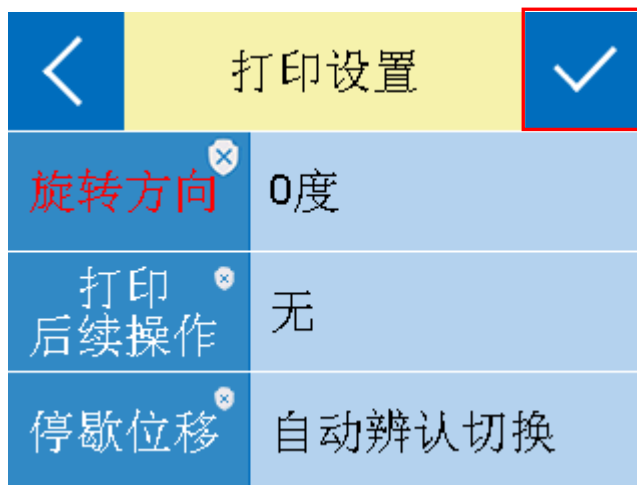 打印设置
旋转方向
0度
打印
后续操作
无
停歇位移
自动辨认切换